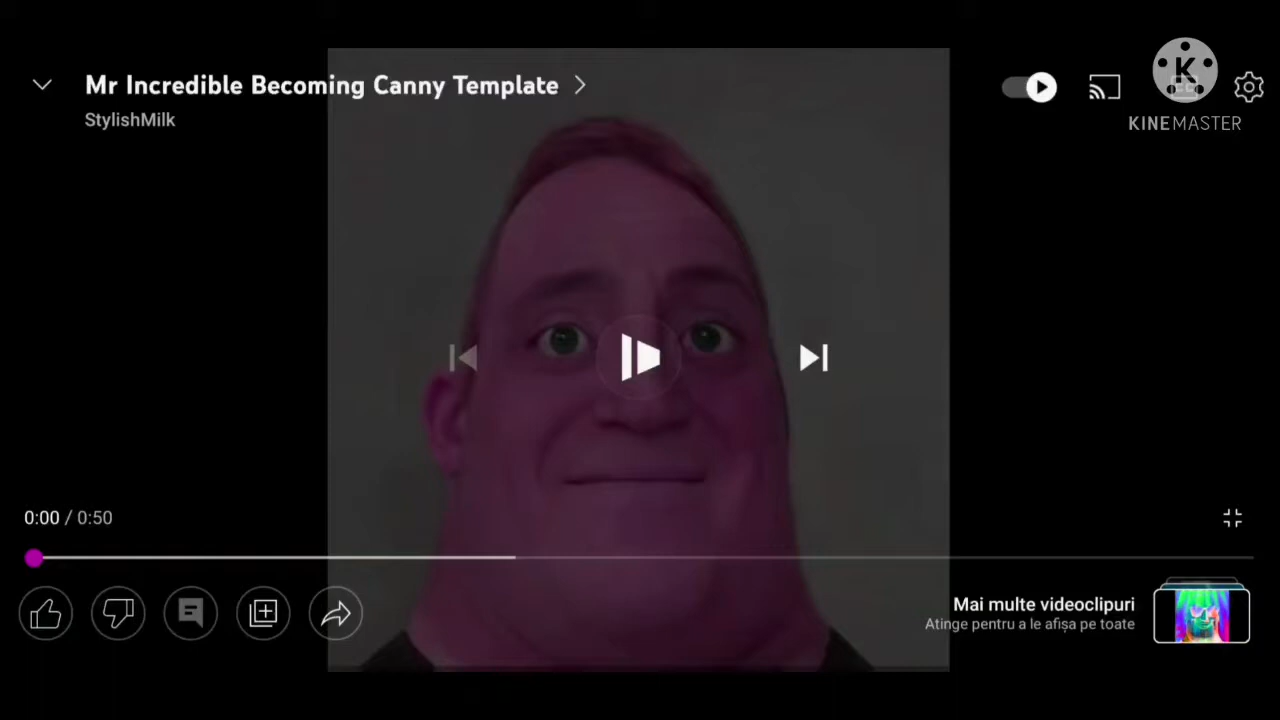 Mr Incredible Becoming Canny Template
StylishMilk
K
KINEMASTER
0:00 / 0:50
Mai multe videoclipuri
Atinge pentru a le afișa pe toate